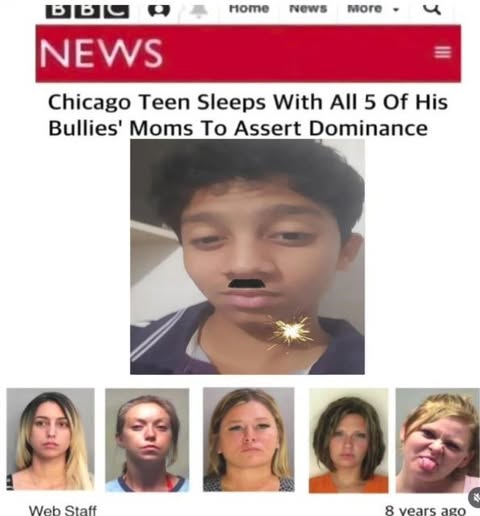 BBC Home News More
NEWS
Chicago Teen Sleeps With All 5 Of His
Bullies' Moms To Assert Dominance
Web Staff 8 years ago